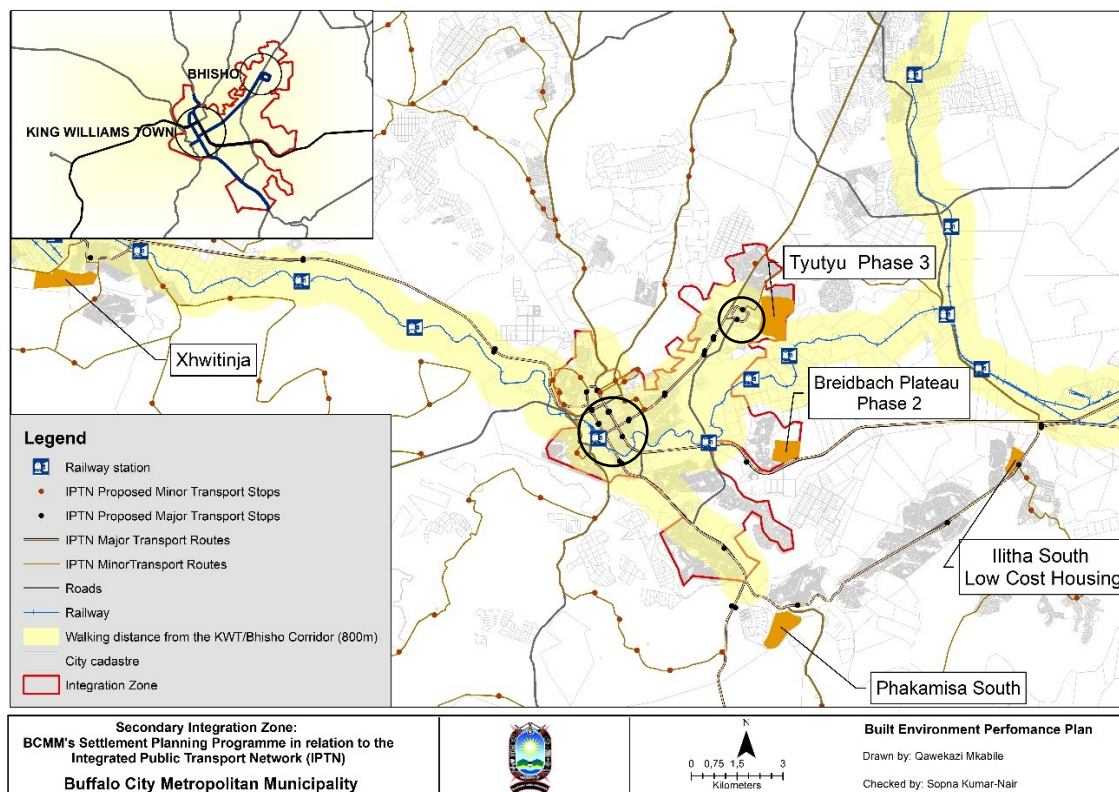 BHISHO
KING WILLIAMS TOWN
Tyutyu Phase 3
Xhwitinja
Breidbach Plateau
Phase 2
Ilitha South
Low Cost Housing
Phakamisa South
Legend
Railway station
IPTN Proposed Minor Transport Stops
IPTN Proposed Major Transport Stops
IPTN Major Transport Routes
IPTN MinorTransport Routes
Roads
Railway
Walking distance from the KWT/Bhisho Corridor (800m)
City cadastre
Integration Zone
Secondary Integration Zone:
BCMM's Settlement Planning Programme in relation to the
Integrated Public Transport Network (IPTN)
Buffalo City Metropolitan Municipality
N
0 0,75 1,5 3
Kilometers
Built Environment Perfomance Plan
Drawn by: Qawekazi Mkabile
Checked by: Sopna Kumar-Nair